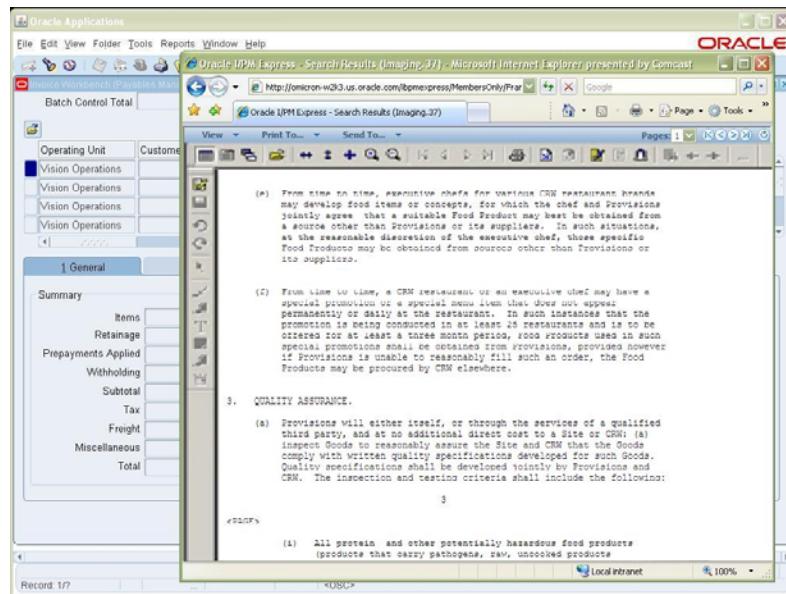 Oracle Applications
File Edit View Folder Tools Reports Window Help
ORACLE
Invoice Workbench (Payables Man
Batch Control Total
Operating Unit Custome
Vision Operations
Vision Operations
Vision Operations
Vision Operations
1 General
Summary
Items
Retainage
Prepayments Applied
Withholding
Subtotal
Tax
Freight
Miscellaneous
Total
Record: 1/?
<OSC>
Oracle I/PM Express - Search Results (Imaging.37) - Microsoft Internet Explorer presented by Comcast
http://omicron-w2k3.us.oracle.com/ibpmexpress/MembersOnly/Frar
Google
Oracle I/PM Express - Search Results (Imaging.37)
Page Tools
View Print To... Send To... Pages: 1
(e) From time to time, executive chefs for various CRW restaurant brands
may develop food items or concepts, for which the chef and Provisions
jointly agree that a suitable Food Product may best be obtained from
a source other than Provisions or its suppliers. In such situations,
at the reasonable discretion of the executive chef, those specific
Food Products may be obtained from sources other than Provisions or
its suppliers.
(f) From time to time, a CRW restaurant or an executive chef may have a
special promotion or a special menu item that does not appear
permanently or daily at the restaurant. In such instances that the
promotion is being conducted in at least 25 restaurants and is to be
offered for at least a three month period, Food Products used in such
special promotions shall be obtained from Provisions, provided however
if Provisions is unable to reasonably fill such an order, the Food
Products may be procured by CRW elsewhere.
3. QUALITY ASSURANCE.
(a) Provisions will either itself, or through the services of a qualified
third party, and at no additional direct cost to a Site or CRW: (a)
inspect Goods to reasonably assure the Site and CRW that the Goods
comply with written quality specifications developed for such Goods.
Quality specifications shall be developed jointly by Provisions and
CRW. The inspection and testing criteria shall include the following:
3
<PAGE>
(i) All protein and other potentially hazardous food products
(products that carry pathogens, raw, uncooked products
Local intranet
100%